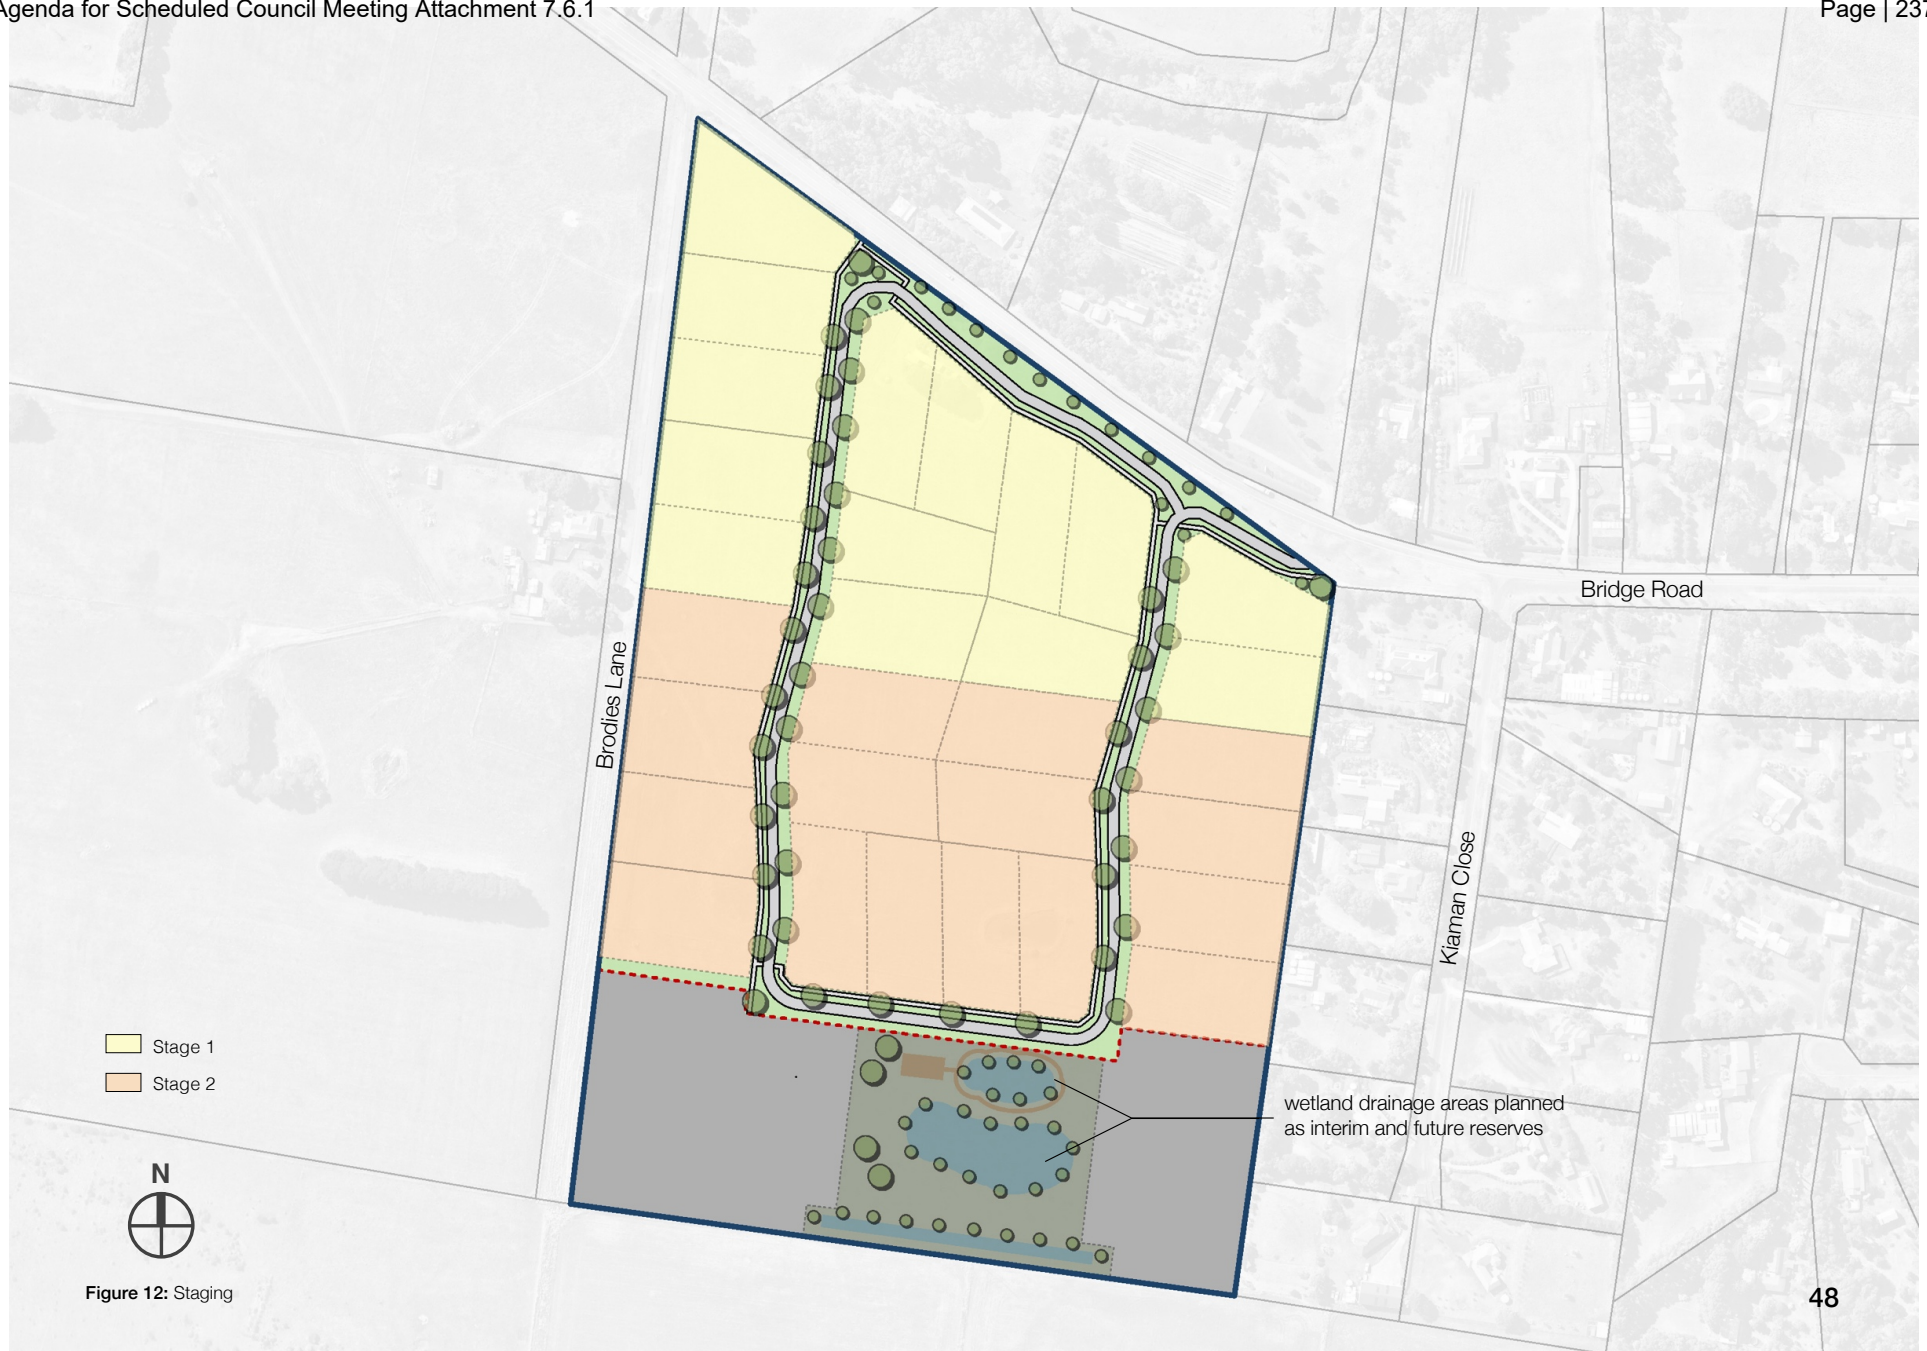 Agenda for Scheduled Council Meeting Attachment 7.6.1
Page | 237
Bridge Road
Brodies Lane
Kiaman Close
Stage 1
Stage 2
wetland drainage areas planned
as interim and future reserves
N
Figure 12: Staging
48